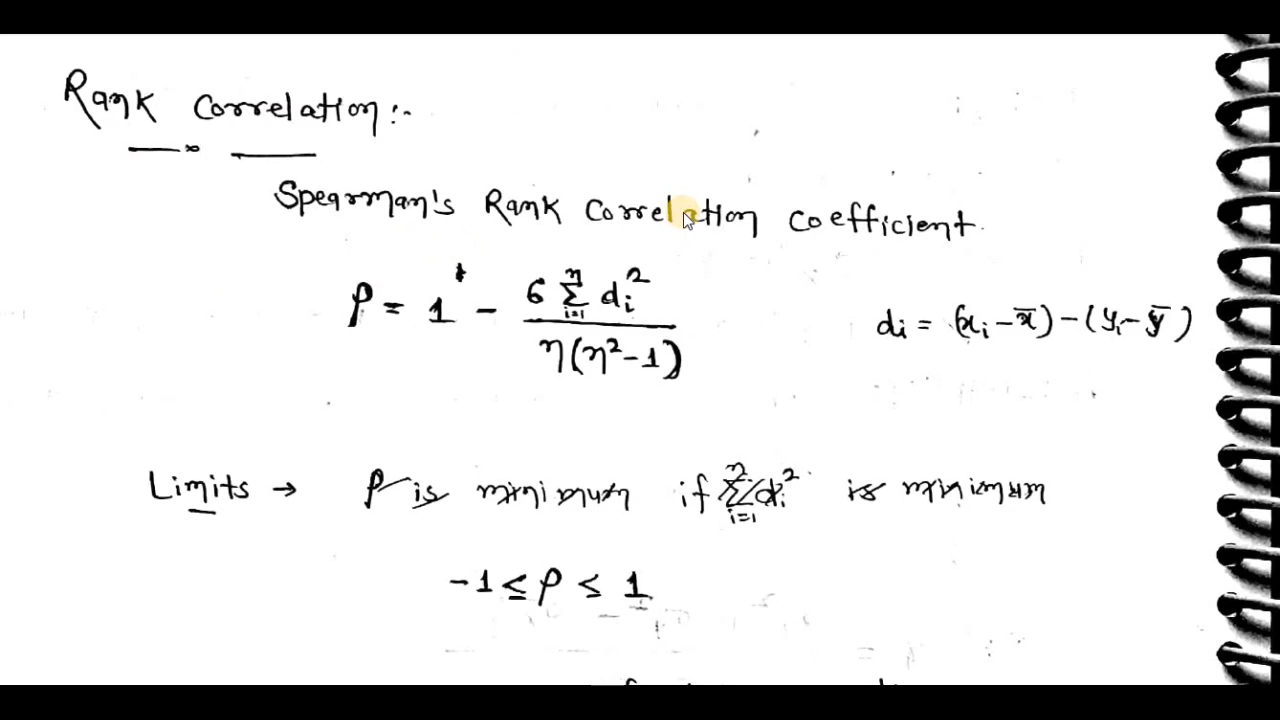 Rank Correlation:-
Spearman's Rank Correlation Coefficient.
ρ = 1 - 6 Σ_{i=1}^{n} d_i^2 / n(n^2-1)
d_i = (x_i - x̄) - (y_i - ȳ)
Limits → ρ is minimum if Σ_{i=1}^{n} d_i^2 is minimum
-1 ≤ ρ ≤ 1